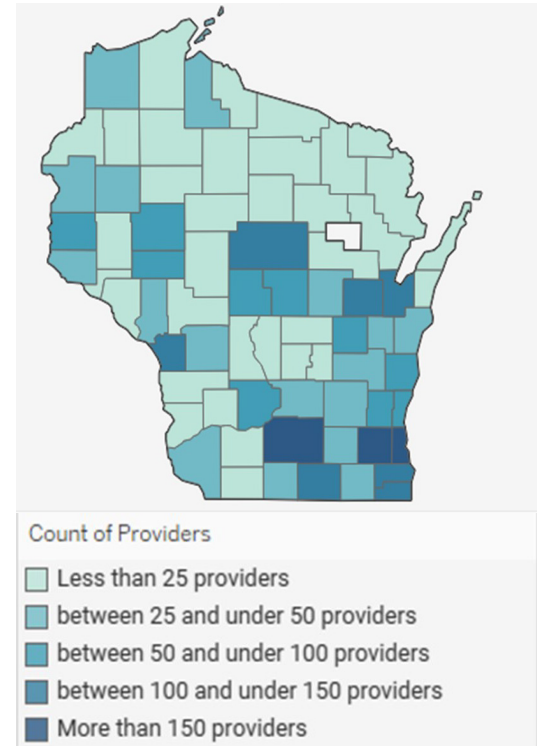 Count of Providers
Less than 25 providers
between 25 and under 50 providers
between 50 and under 100 providers
between 100 and under 150 providers
More than 150 providers